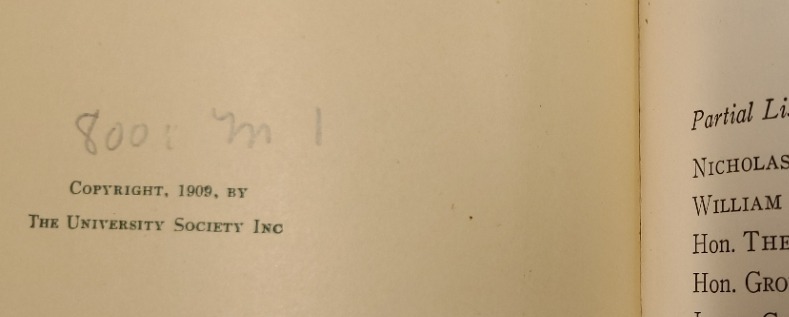 800: m 1
COPYRIGHT, 1909, BY
THE UNIVERSITY SOCIETY INC
Partial Li
NICHOLAS
WILLIAM
Hon. THE
Hon. GRO